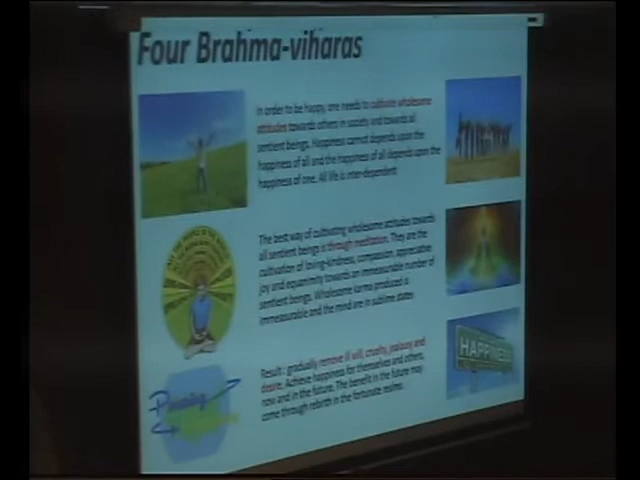 Four Brahma-viharas
In order to be happy, one needs to cultivate wholesome
attitudes towards others in society and towards all
sentient beings. Happiness cannot depends upon the
happiness of all and the happiness of all depends upon the
happiness of one. All life is inter-dependent
The best way of cultivating wholesome attitudes towards
all sentient beings is through meditation. They are the
cultivation of loving-kindness, compassion, appreciative
joy and equanimity towards an immeasurable number of
sentient beings. Wholesome karma produced is
immeasurable and the mind are in sublime states
Result: gradually remove ill will, cruelty, jealousy and
desire. Achieve happiness for themselves and others,
now and in the future. The benefit in the future may
come through rebirth in the fortunate realms
HAPPINESS